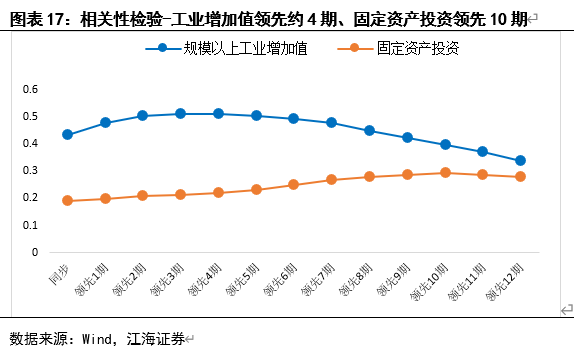 图表 17：相关性检验-工业增加值领先约 4 期、固定资产投资领先 10 期
规模以上工业增加值 固定资产投资
0.6
0.5
0.4
0.3
0.2
0.1
0
同步 领先1期 领先2期 领先3期 领先4期 领先5期 领先6期 领先7期 领先8期 领先9期 领先10期 领先11期 领先12期
数据来源：Wind，江海证券